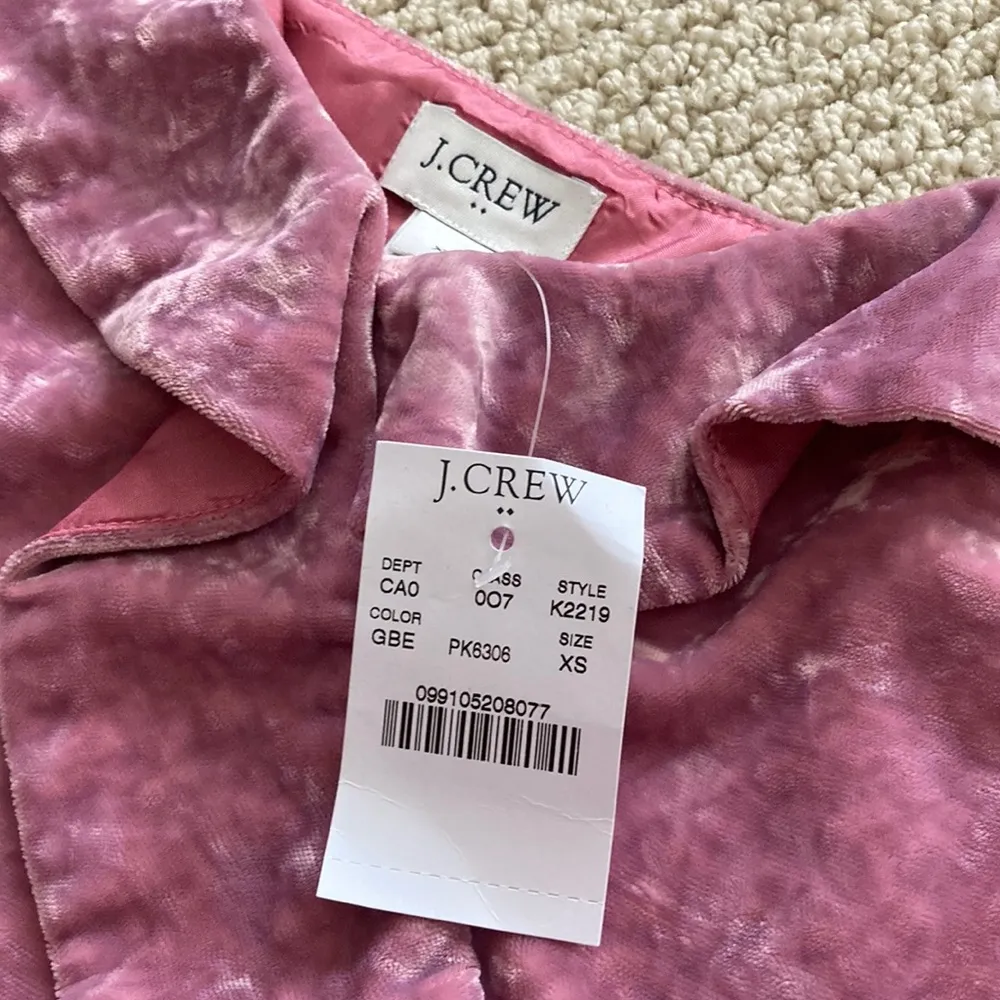 J.CREW
J.CREW
DEPT CLASS STYLE
CA0 007 K2219
COLOR SIZE
GBE PK6306 XS
099105208077